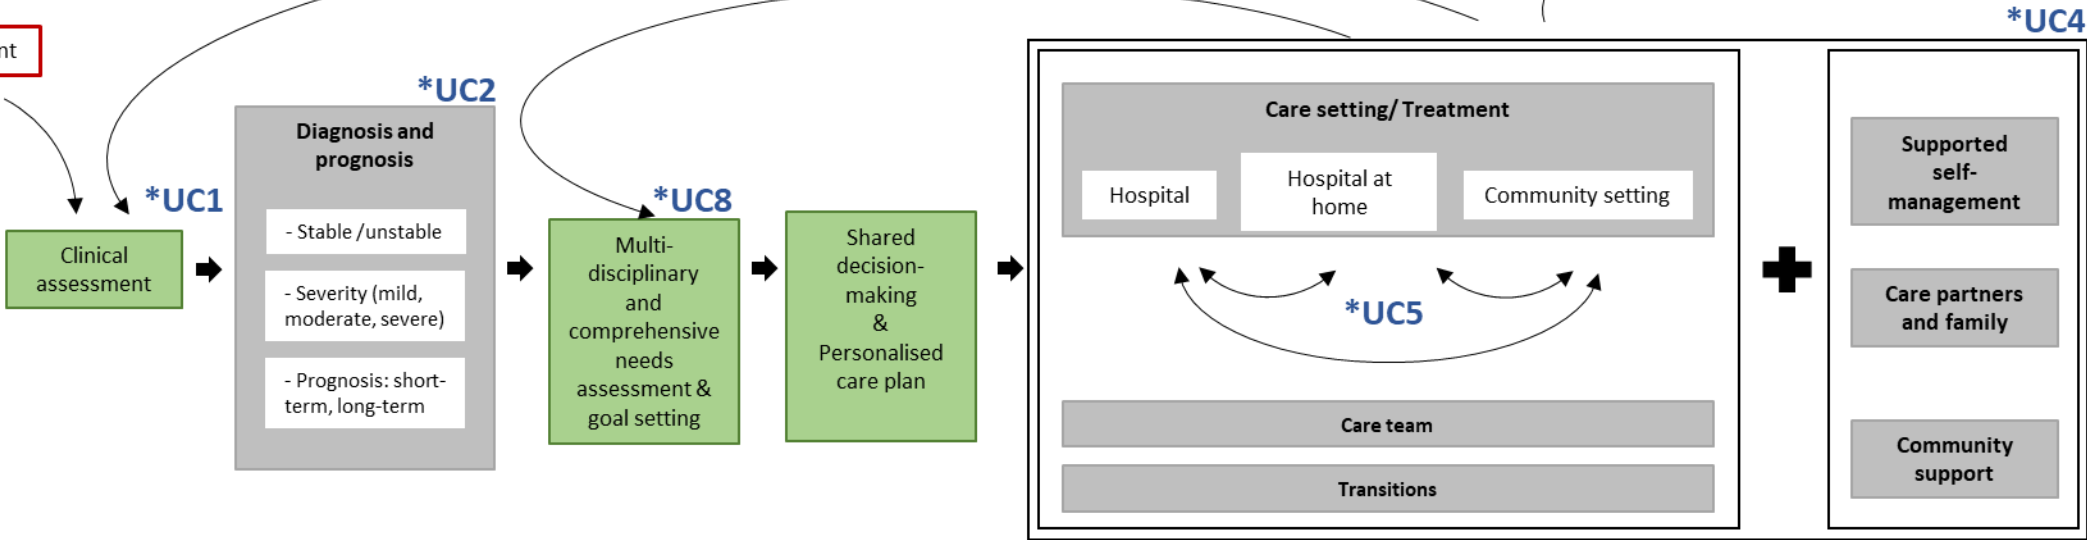 nt
*UC1
Clinical
assessment
*UC2
Diagnosis and
prognosis
- Stable /unstable
- Severity (mild,
moderate, severe)
- Prognosis: short-
term, long-term
*UC8
Multi-
disciplinary
and
comprehensive
needs
assessment &
goal setting
Shared
decision-
making
&
Personalised
care plan
*UC4
Care setting/ Treatment
Hospital
Hospital at
home
Community setting
*UC5
Care team
Transitions
Supported
self-
management
Care partners
and family
Community
support